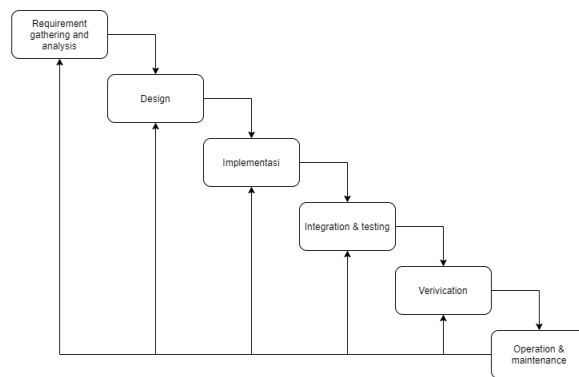 Requirement
gathering and
analysis
Design
Implementasi
Integration & testing
Verivication
Operation &
maintenance